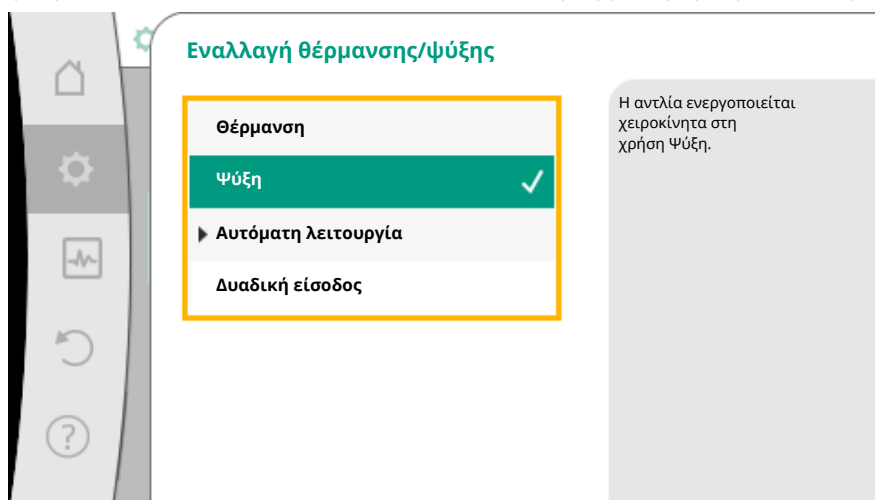 Εναλλαγή θέρμανσης/ψύξης
Θέρμανση
Ψύξη
Αυτόματη λειτουργία
Δυαδική είσοδος
Η αντλία ενεργοποιείται
χειροκίνητα στη
χρήση Ψύξη.
?